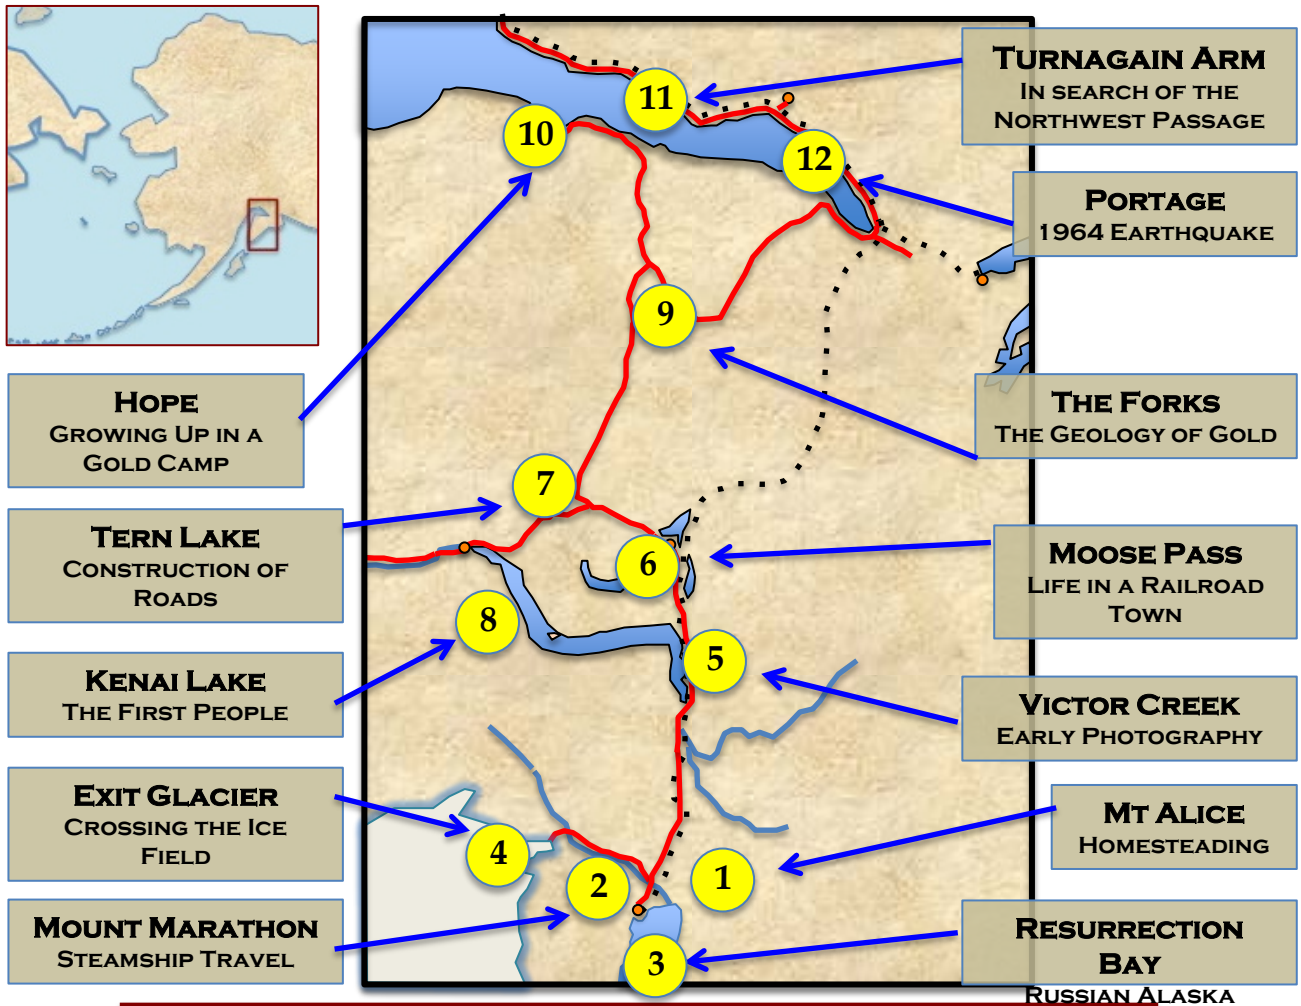 Turnagain Arm
In search of the
Northwest Passage
11
10
12
Portage
1964 Earthquake
9
Hope
Growing Up in a
Gold Camp
The Forks
The Geology of Gold
7
Tern Lake
Construction of
Roads
6
Moose Pass
Life in a Railroad
Town
8
5
Kenai Lake
The First People
Victor Creek
Early Photography
Exit Glacier
Crossing the Ice
Field
4
2
1
Mt Alice
Homesteading
Mount Marathon
Steamship Travel
3
Resurrection
Bay
Russian Alaska